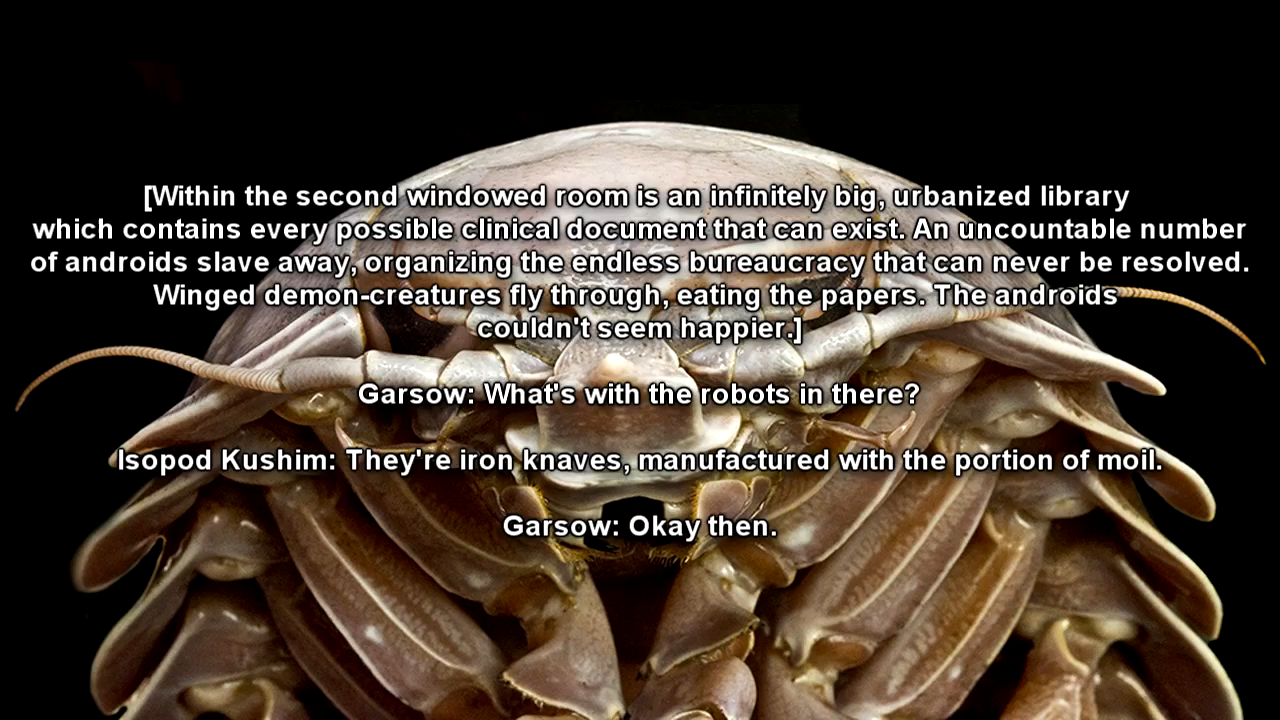 [Within the second windowed room is an infinitely big, urbanized library
which contains every possible clinical document that can exist. An uncountable number
of androids slave away, organizing the endless bureaucracy that can never be resolved.
Winged demon-creatures fly through, eating the papers. The androids
couldn't seem happier.]
Garsow: What's with the robots in there?
Isopod Kushim: They're iron knaves, manufactured with the portion of moil.
Garsow: Okay then.